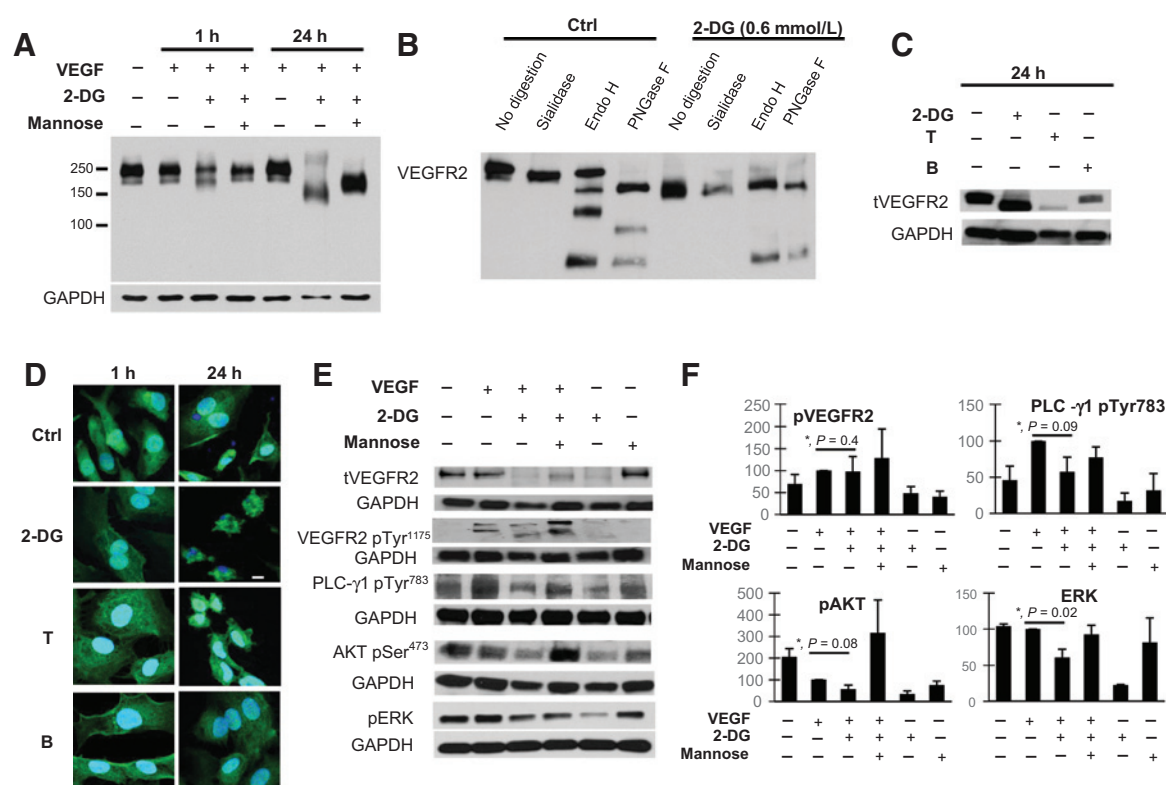 A
1 h 24 h
VEGF – + + + + + +
2-DG – – + + – + +
Mannose – – – + – – +
250
150
100
GAPDH
B
Ctrl 2-DG (0.6 mmol/L)
No digestion Sialidase Endo H PNGase F No digestion Sialidase Endo H PNGase F
VEGFR2
C
24 h
2-DG – + – –
T – – + –
B – – – +
tVEGFR2
GAPDH
D
1 h 24 h
Ctrl
2-DG
T
B
E
VEGF – + + + – –
2-DG – – + + + –
Mannose – – – + – +
tVEGFR2
GAPDH
VEGFR2 pTyr1175
GAPDH
PLC-γ1 pTyr783
GAPDH
AKT pSer473
GAPDH
pERK
GAPDH
F
pVEGFR2
*, P = 0.4
250
200
150
100
50
0
VEGF – + + + – –
2-DG – – + + + –
Mannose – – – + – +
PLC -γ1 pTyr783
*, P = 0.09
150
100
50
0
– + + + – –
– – + + + –
– – – + – +
pAKT
*, P = 0.08
500
400
300
200
100
0
VEGF – + + + – –
2-DG – – + + + –
Mannose – – – + – +
ERK
*, P = 0.02
150
100
50
0
– + + + – –
– – + + + –
– – – + – +